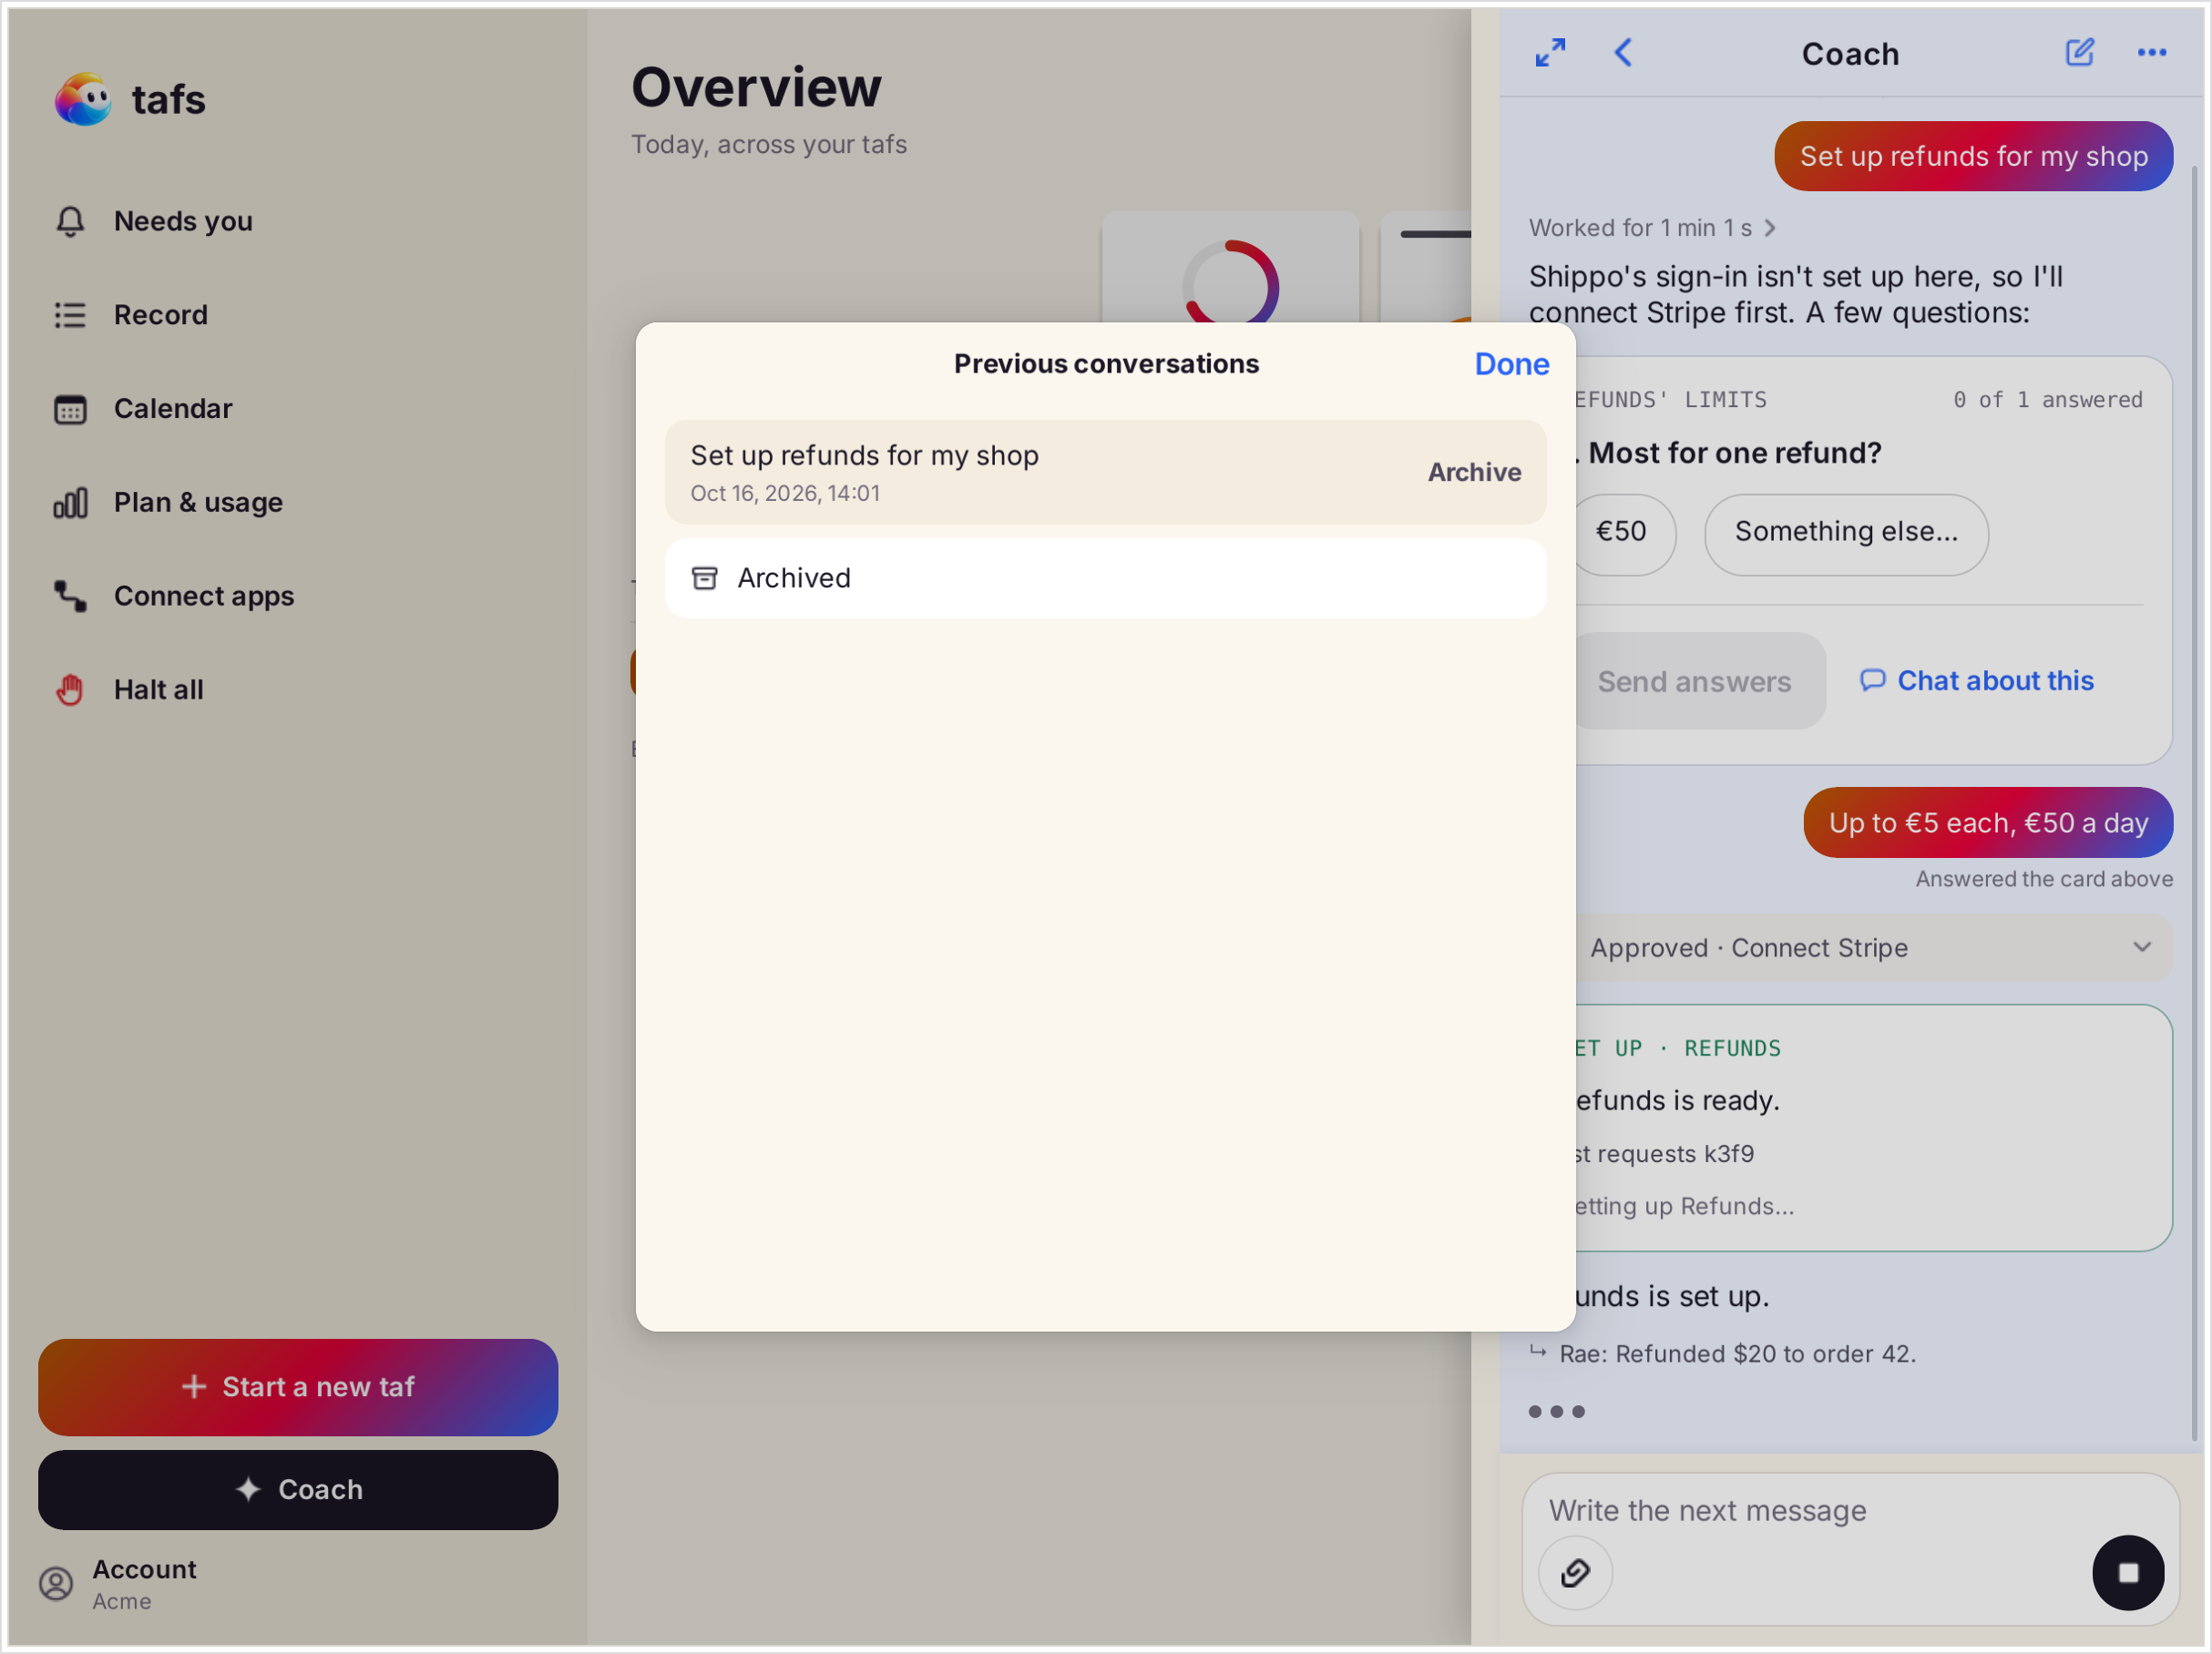 tafs
Needs you
Record
Calendar
Plan & usage
Connect apps
Halt all
Start a new taf
Coach
Account
Acme
Overview
Today, across your tafs
Previous conversations
Done
Set up refunds for my shop
Oct 16, 2026, 14:01
Archive
Archived
Coach
Set up refunds for my shop
Worked for 1 min 1 s
Shippo's sign-in isn't set up here, so I'll
connect Stripe first. A few questions:
EFUNDS' LIMITS
0 of 1 answered
. Most for one refund?
€50
Something else...
Send answers
Chat about this
Up to €5 each, €50 a day
Answered the card above
Approved · Connect Stripe
ET UP · REFUNDS
efunds is ready.
st requests k3f9
etting up Refunds...
unds is set up.
Rae: Refunded $20 to order 42.
Write the next message